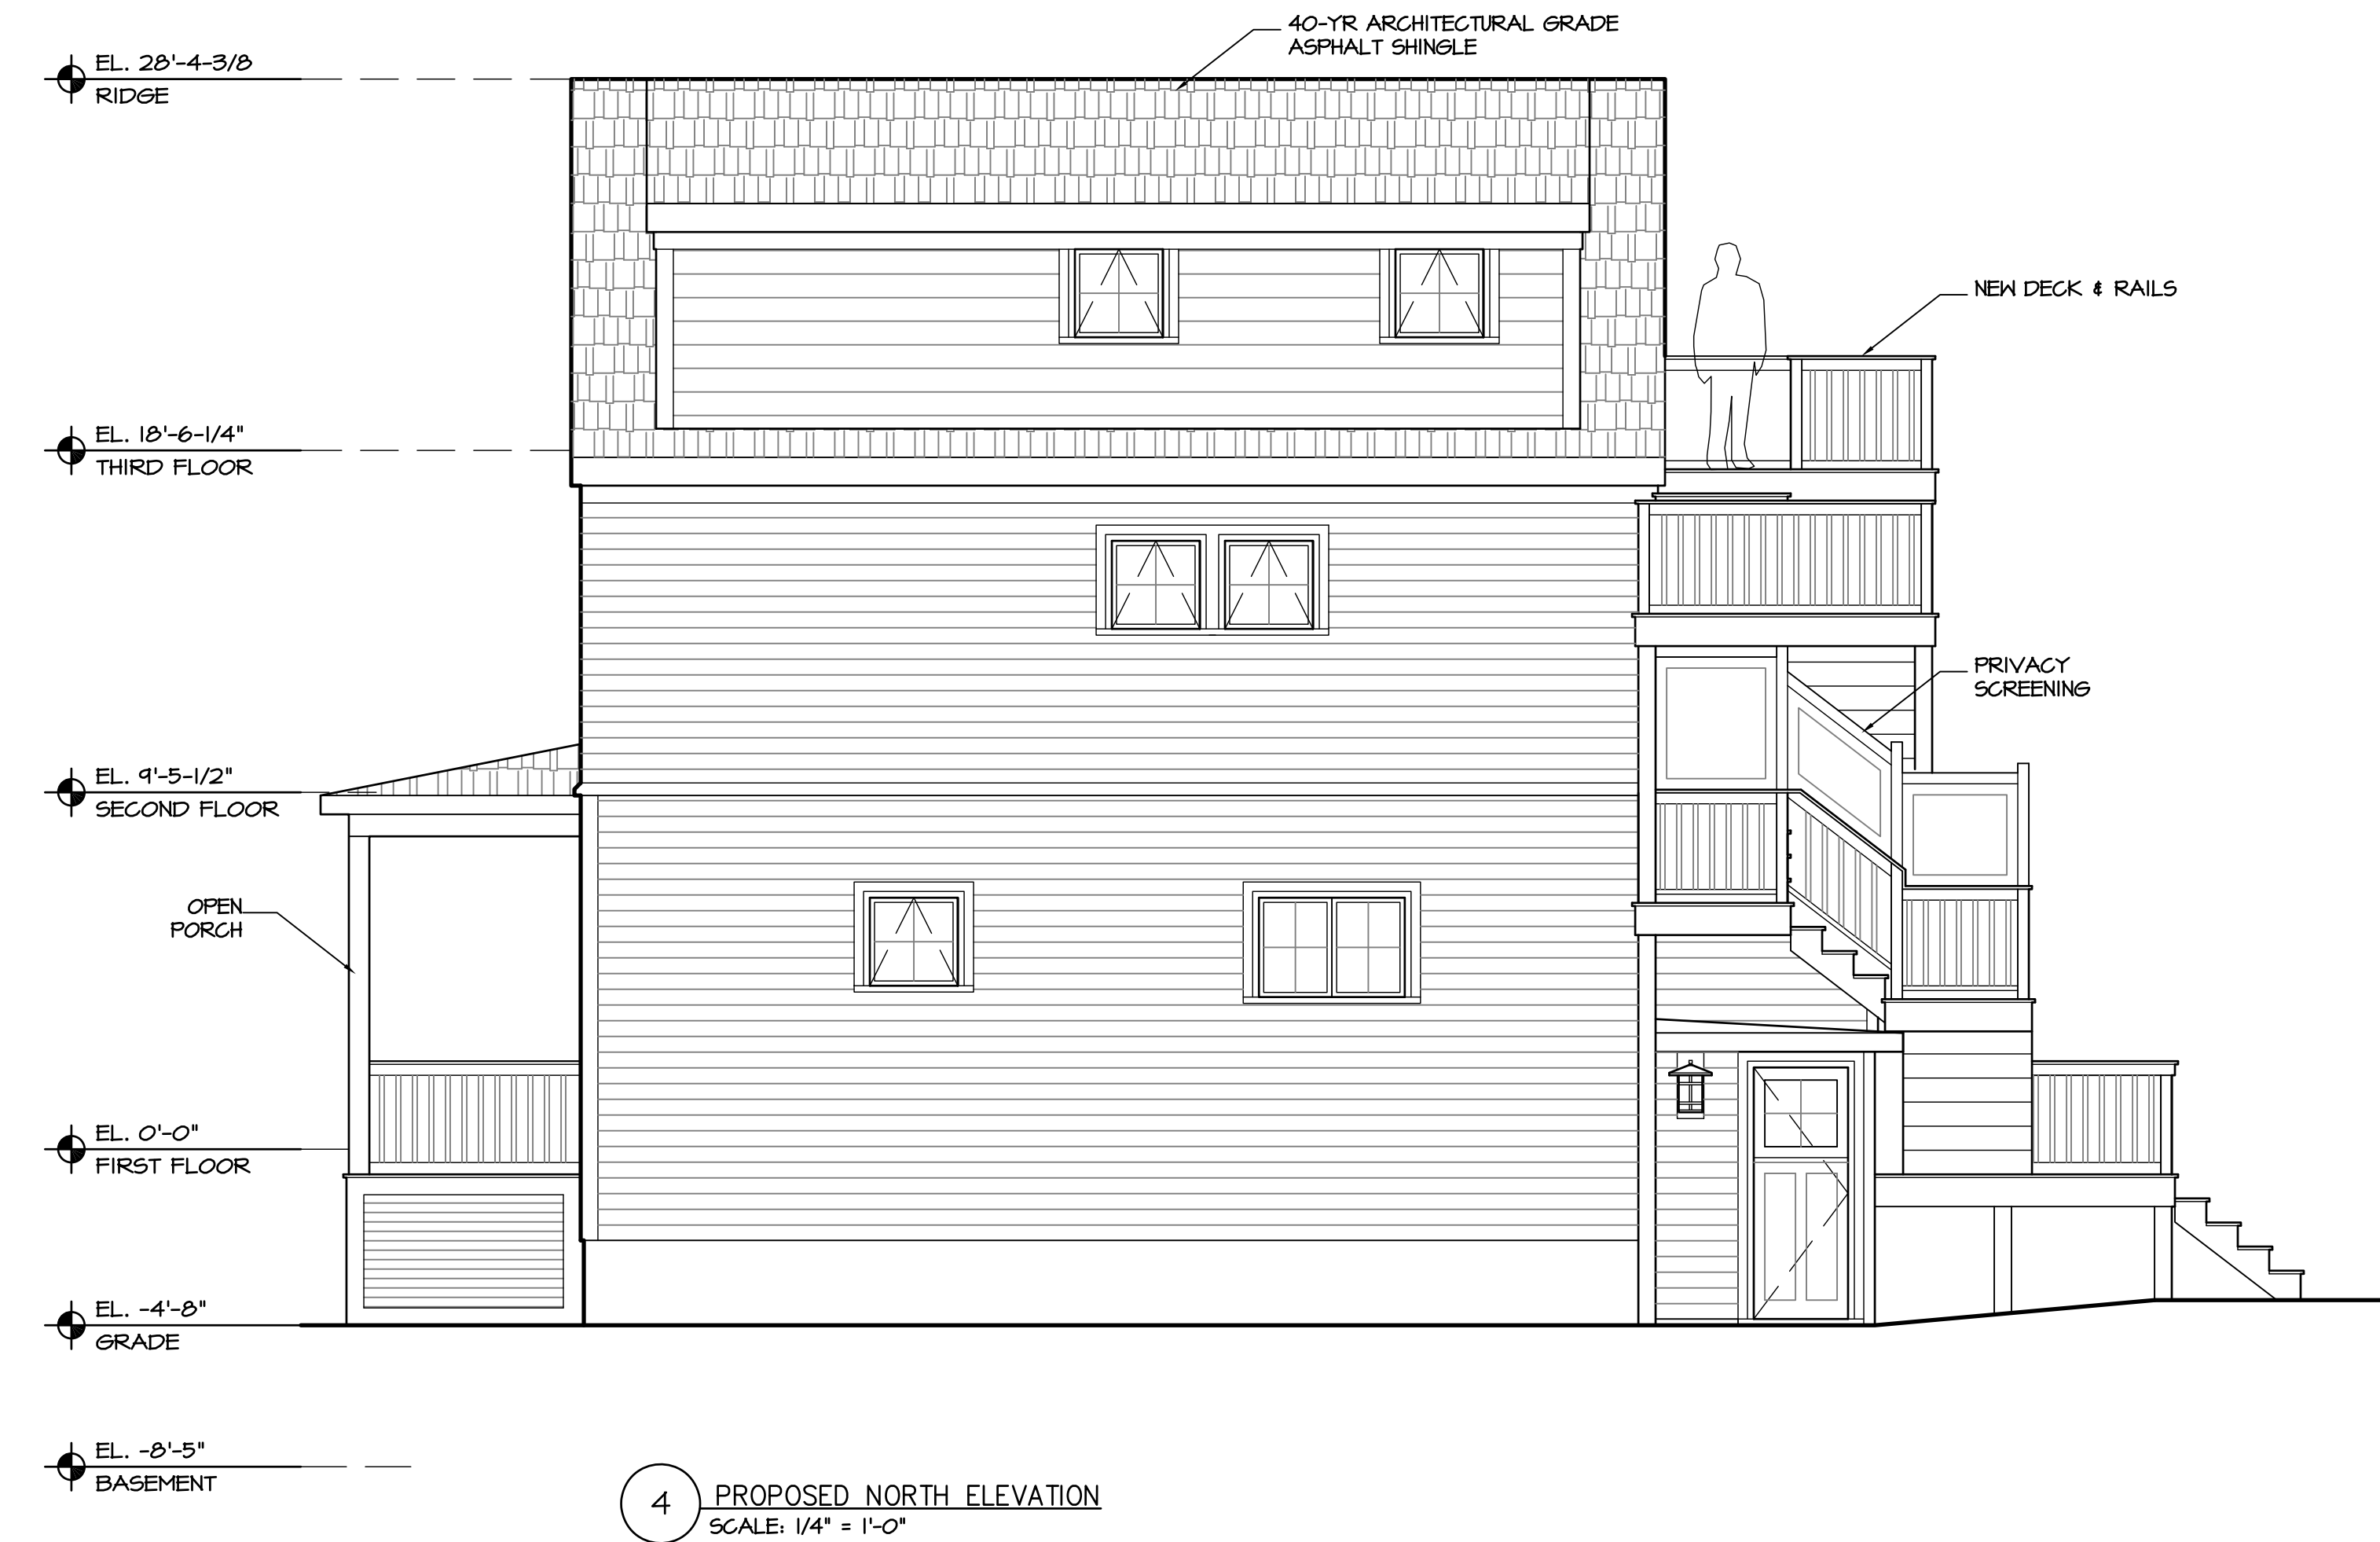 40-YR ARCHITECTURAL GRADE
ASPHALT SHINGLE
EL. 28'-4-3/8
RIDGE
NEW DECK & RAILS
EL. 18'-6-1/4"
THIRD FLOOR
PRIVACY
SCREENING
EL. 9'-5-1/2"
SECOND FLOOR
OPEN
PORCH
EL. 0'-0"
FIRST FLOOR
EL. -4'-8"
GRADE
EL. -8'-5"
BASEMENT
4 PROPOSED NORTH ELEVATION
SCALE: 1/4" = 1'-0"